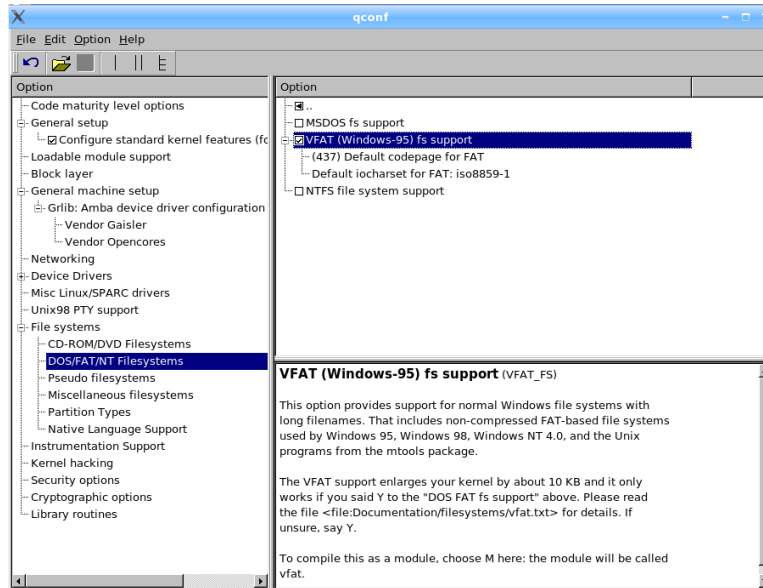 qconf
File Edit Option Help
Option
Code maturity level options
General setup
Configure standard kernel features (fo
Loadable module support
Block layer
General machine setup
Grlib: Amba device driver configuration
Vendor Gaisler
Vendor Opencores
Networking
Device Drivers
Misc Linux/SPARC drivers
Unix98 PTY support
File systems
CD-ROM/DVD Filesystems
DOS/FAT/NT Filesystems
Pseudo filesystems
Miscellaneous filesystems
Partition Types
Native Language Support
Instrumentation Support
Kernel hacking
Security options
Cryptographic options
Library routines
Option
..
MSDOS fs support
VFAT (Windows-95) fs support
(437) Default codepage for FAT
Default iocharset for FAT: iso8859-1
NTFS file system support
VFAT (Windows-95) fs support (VFAT_FS)
This option provides support for normal Windows file systems with
long filenames. That includes non-compressed FAT-based file systems
used by Windows 95, Windows 98, Windows NT 4.0, and the Unix
programs from the mtools package.
The VFAT support enlarges your kernel by about 10 KB and it only
works if you said Y to the "DOS FAT fs support" above. Please read
the file <file:Documentation/filesystems/vfat.txt> for details. If
unsure, say Y.
To compile this as a module, choose M here: the module will be called
vfat.